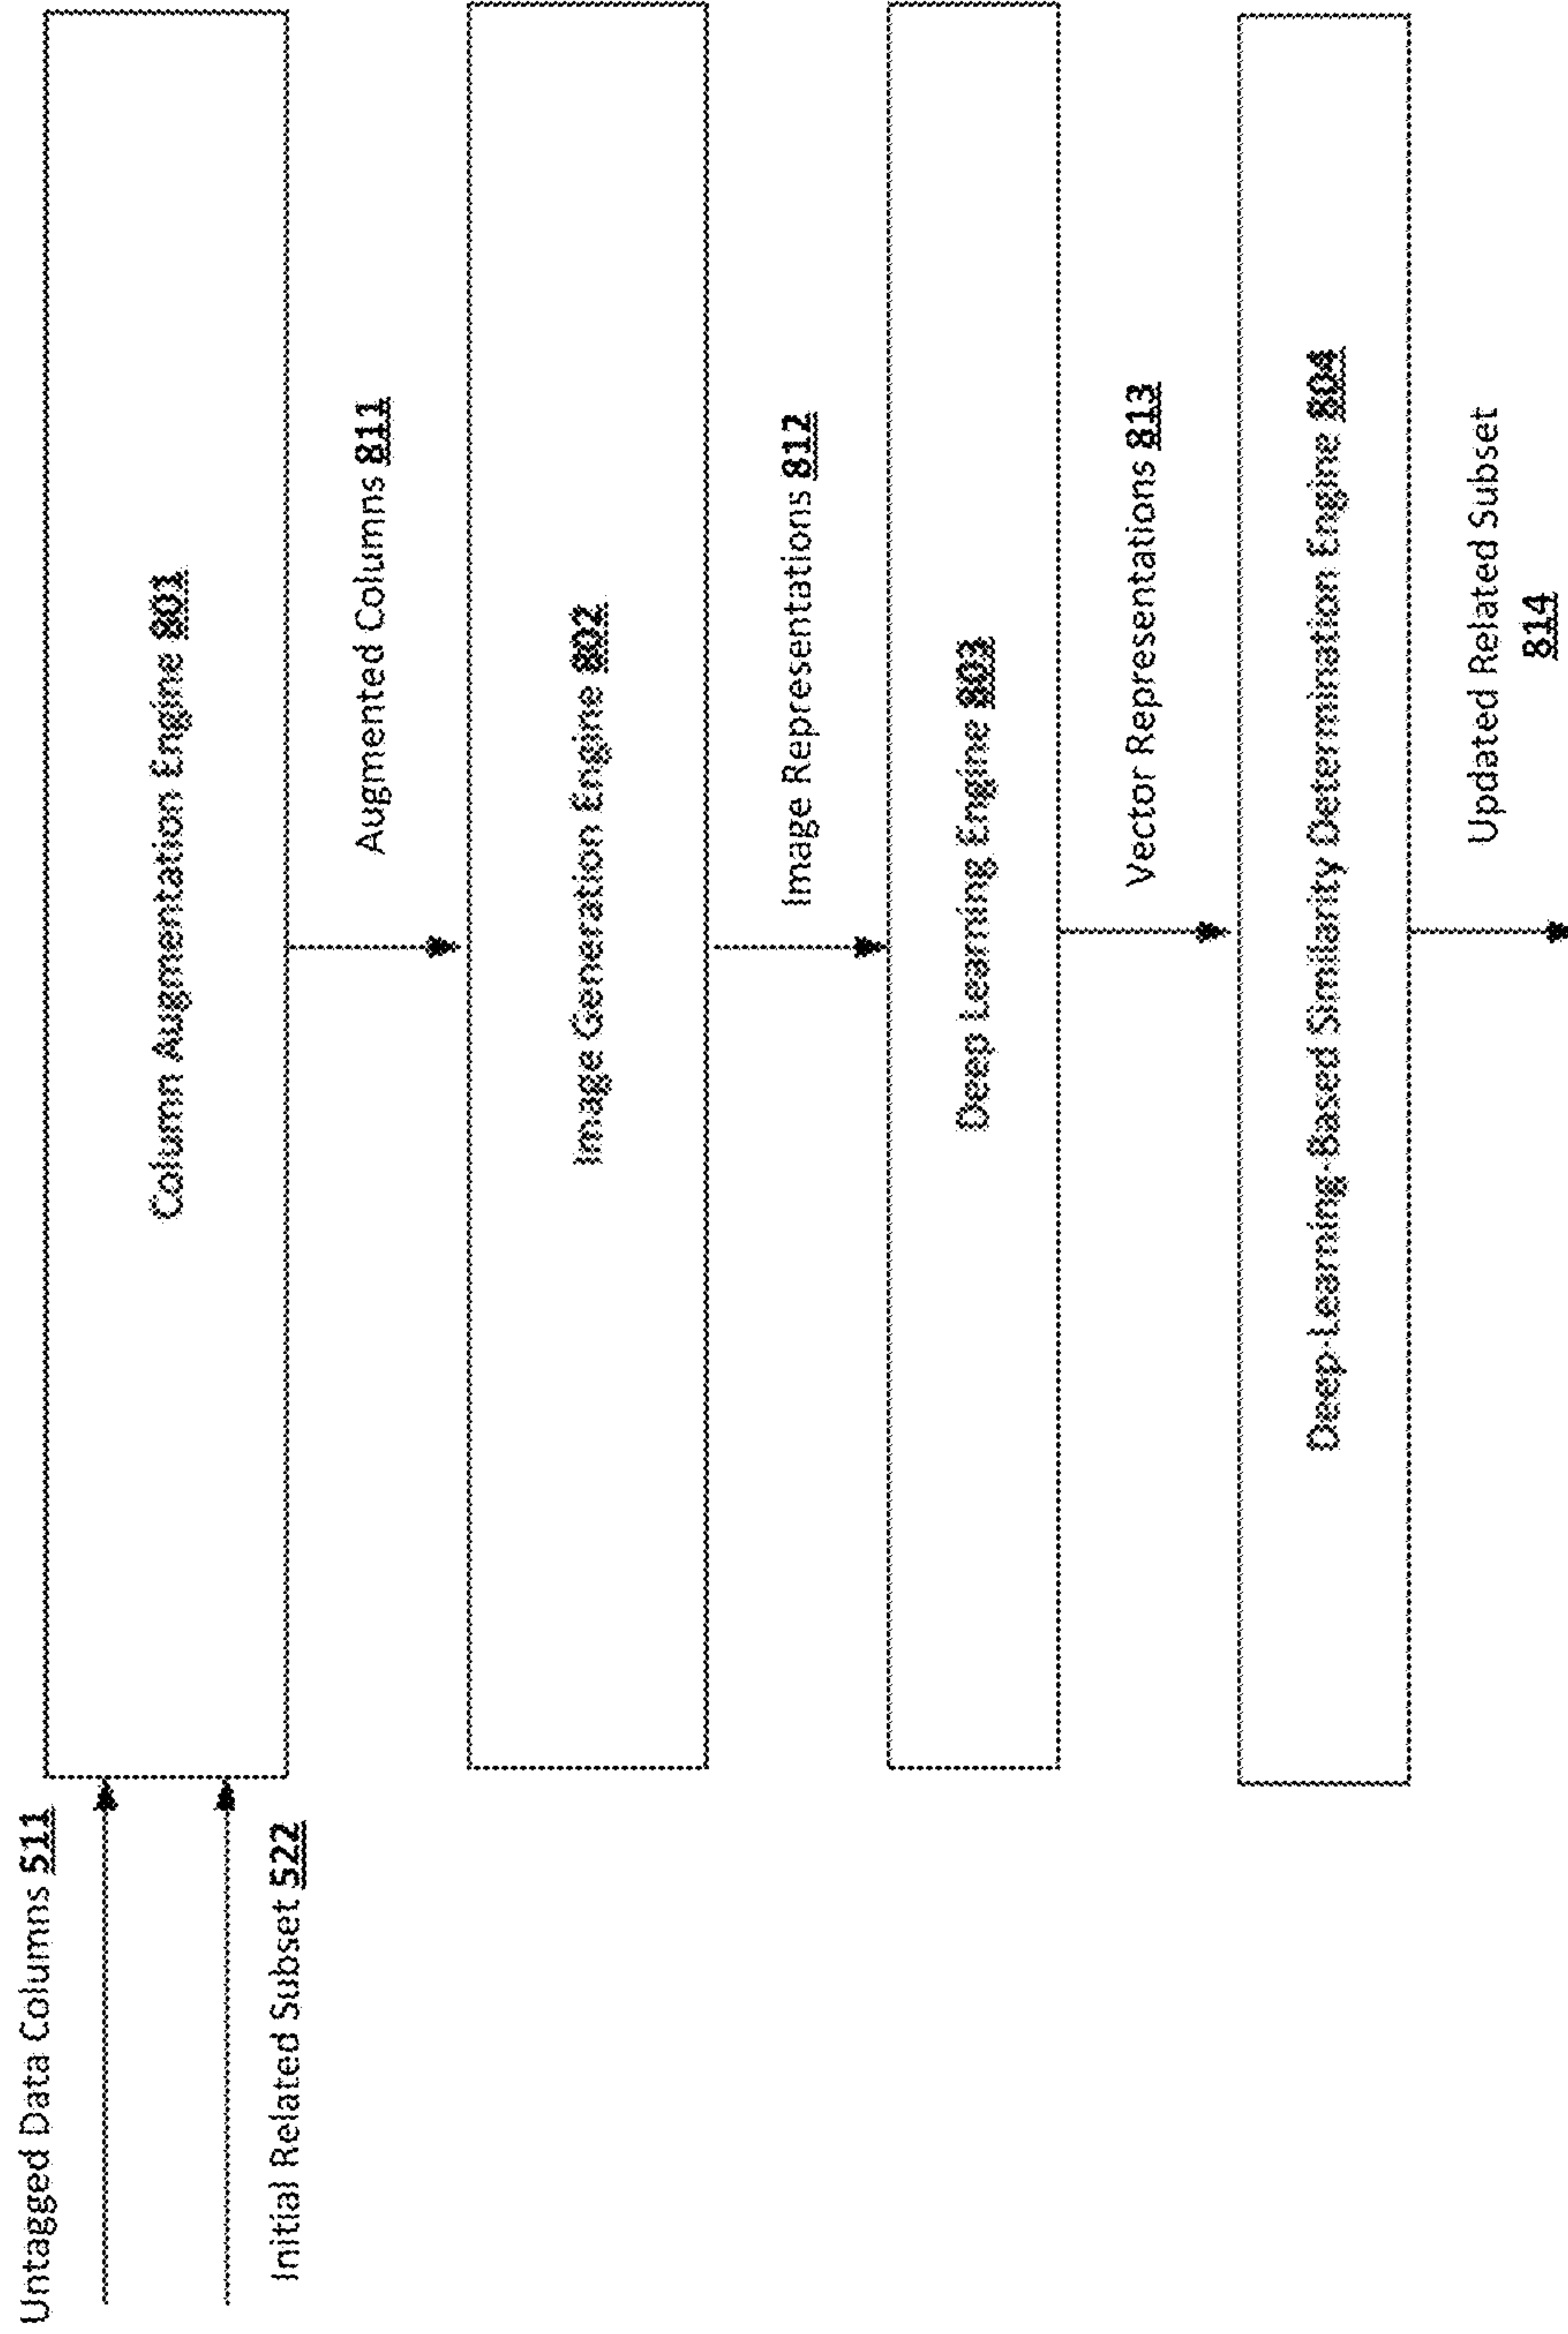 Untagged Data Columns 511
Initial Related Subset 522
Column Augmentation Engine 801
Augmented Columns 811
Image Generation Engine 802
Image Representations 812
Deep Learning Engine 803
Vector Representations 813
Deep-Learning-Based Similarity Determination Engine 804
Updated Related Subset
814